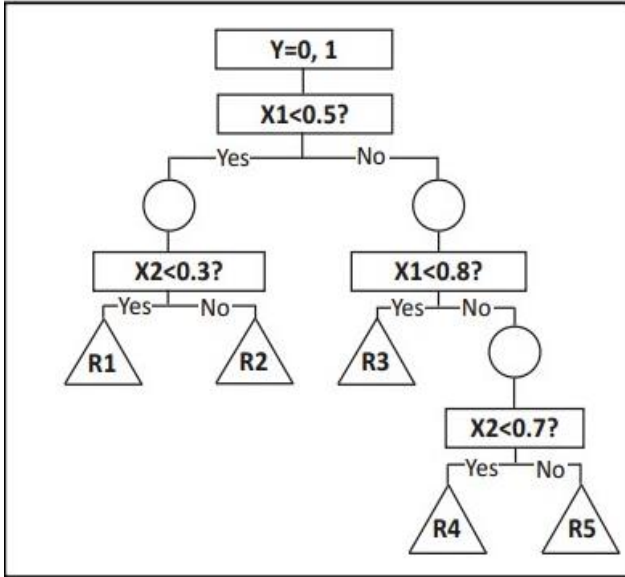 Y=0, 1
X1<0.5?
Yes No
X2<0.3? X1<0.8?
Yes No Yes No
R1 R2 R3
X2<0.7?
Yes No
R4 R5